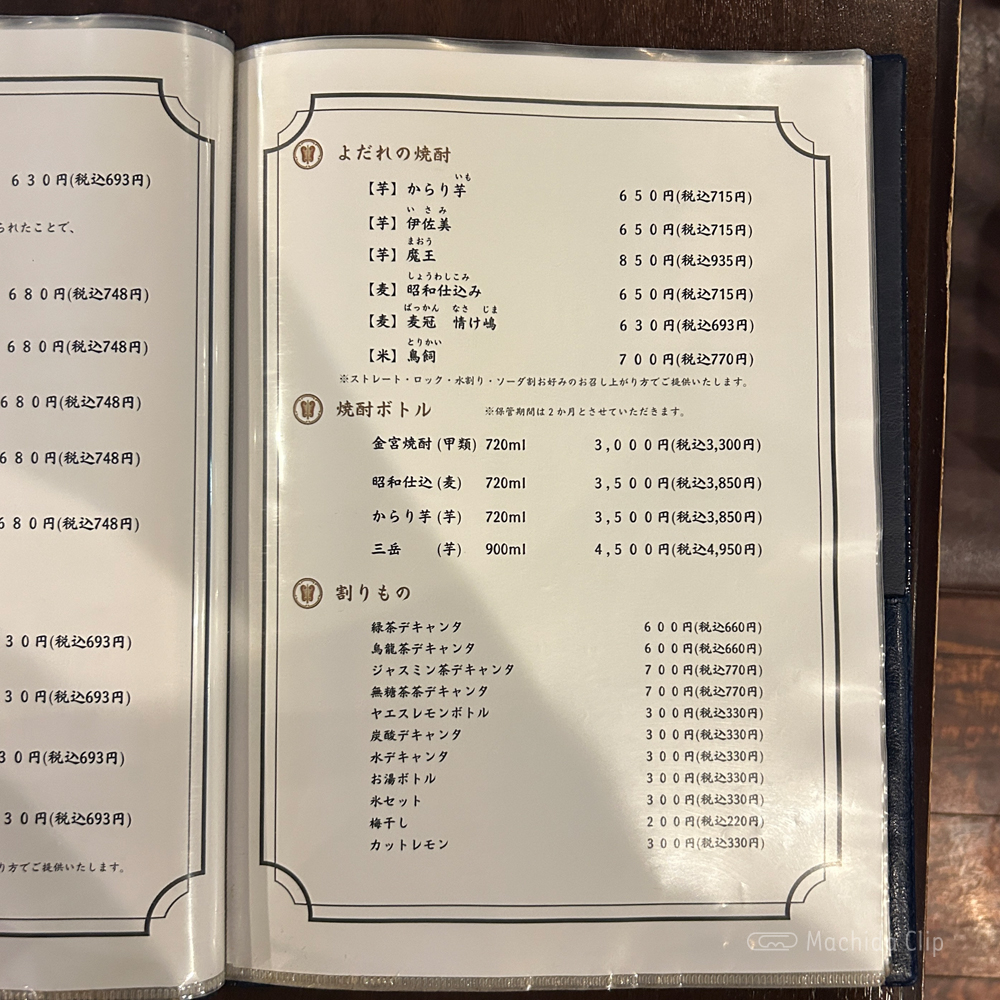 630円(税込693円)
られたことで、
680円(税込748円)
680円(税込748円)
680円(税込748円)
680円(税込748円)
680円(税込748円)
30円(税込693円)
30円(税込693円)
30円(税込693円)
30円(税込693円)
り方でご提供いたします。
よだれの焼酎
いも
【芋】からり芋 650円(税込715円)
いさみ
【芋】伊佐美 650円(税込715円)
まおう
【芋】魔王 850円(税込935円)
しょうわしこみ
【麦】昭和仕込み 650円(税込715円)
ばっかん なさ じま
【麦】麦冠 情け嶋 630円(税込693円)
とりかい
【米】鳥飼 700円(税込770円)
※ストレート・ロック・水割り・ソーダ割お好みのお召し上がり方でご提供いたします。
焼酎ボトル ※保管期間は2か月とさせていただきます。
金宮焼酎(甲類) 720ml 3,000円(税込3,300円)
昭和仕込(麦) 720ml 3,500円(税込3,850円)
からり芋(芋) 720ml 3,500円(税込3,850円)
三岳 (芋) 900ml 4,500円(税込4,950円)
割りもの
緑茶デキャンタ 600円(税込660円)
烏龍茶デキャンタ 600円(税込660円)
ジャスミン茶デキャンタ 700円(税込770円)
無糖茶茶デキャンタ 700円(税込770円)
ヤエスレモンボトル 300円(税込330円)
炭酸デキャンタ 300円(税込330円)
水デキャンタ 300円(税込330円)
お湯ボトル 300円(税込330円)
氷セット 300円(税込330円)
梅干し 200円(税込220円)
カットレモン 300円(税込330円)
Machida Clip